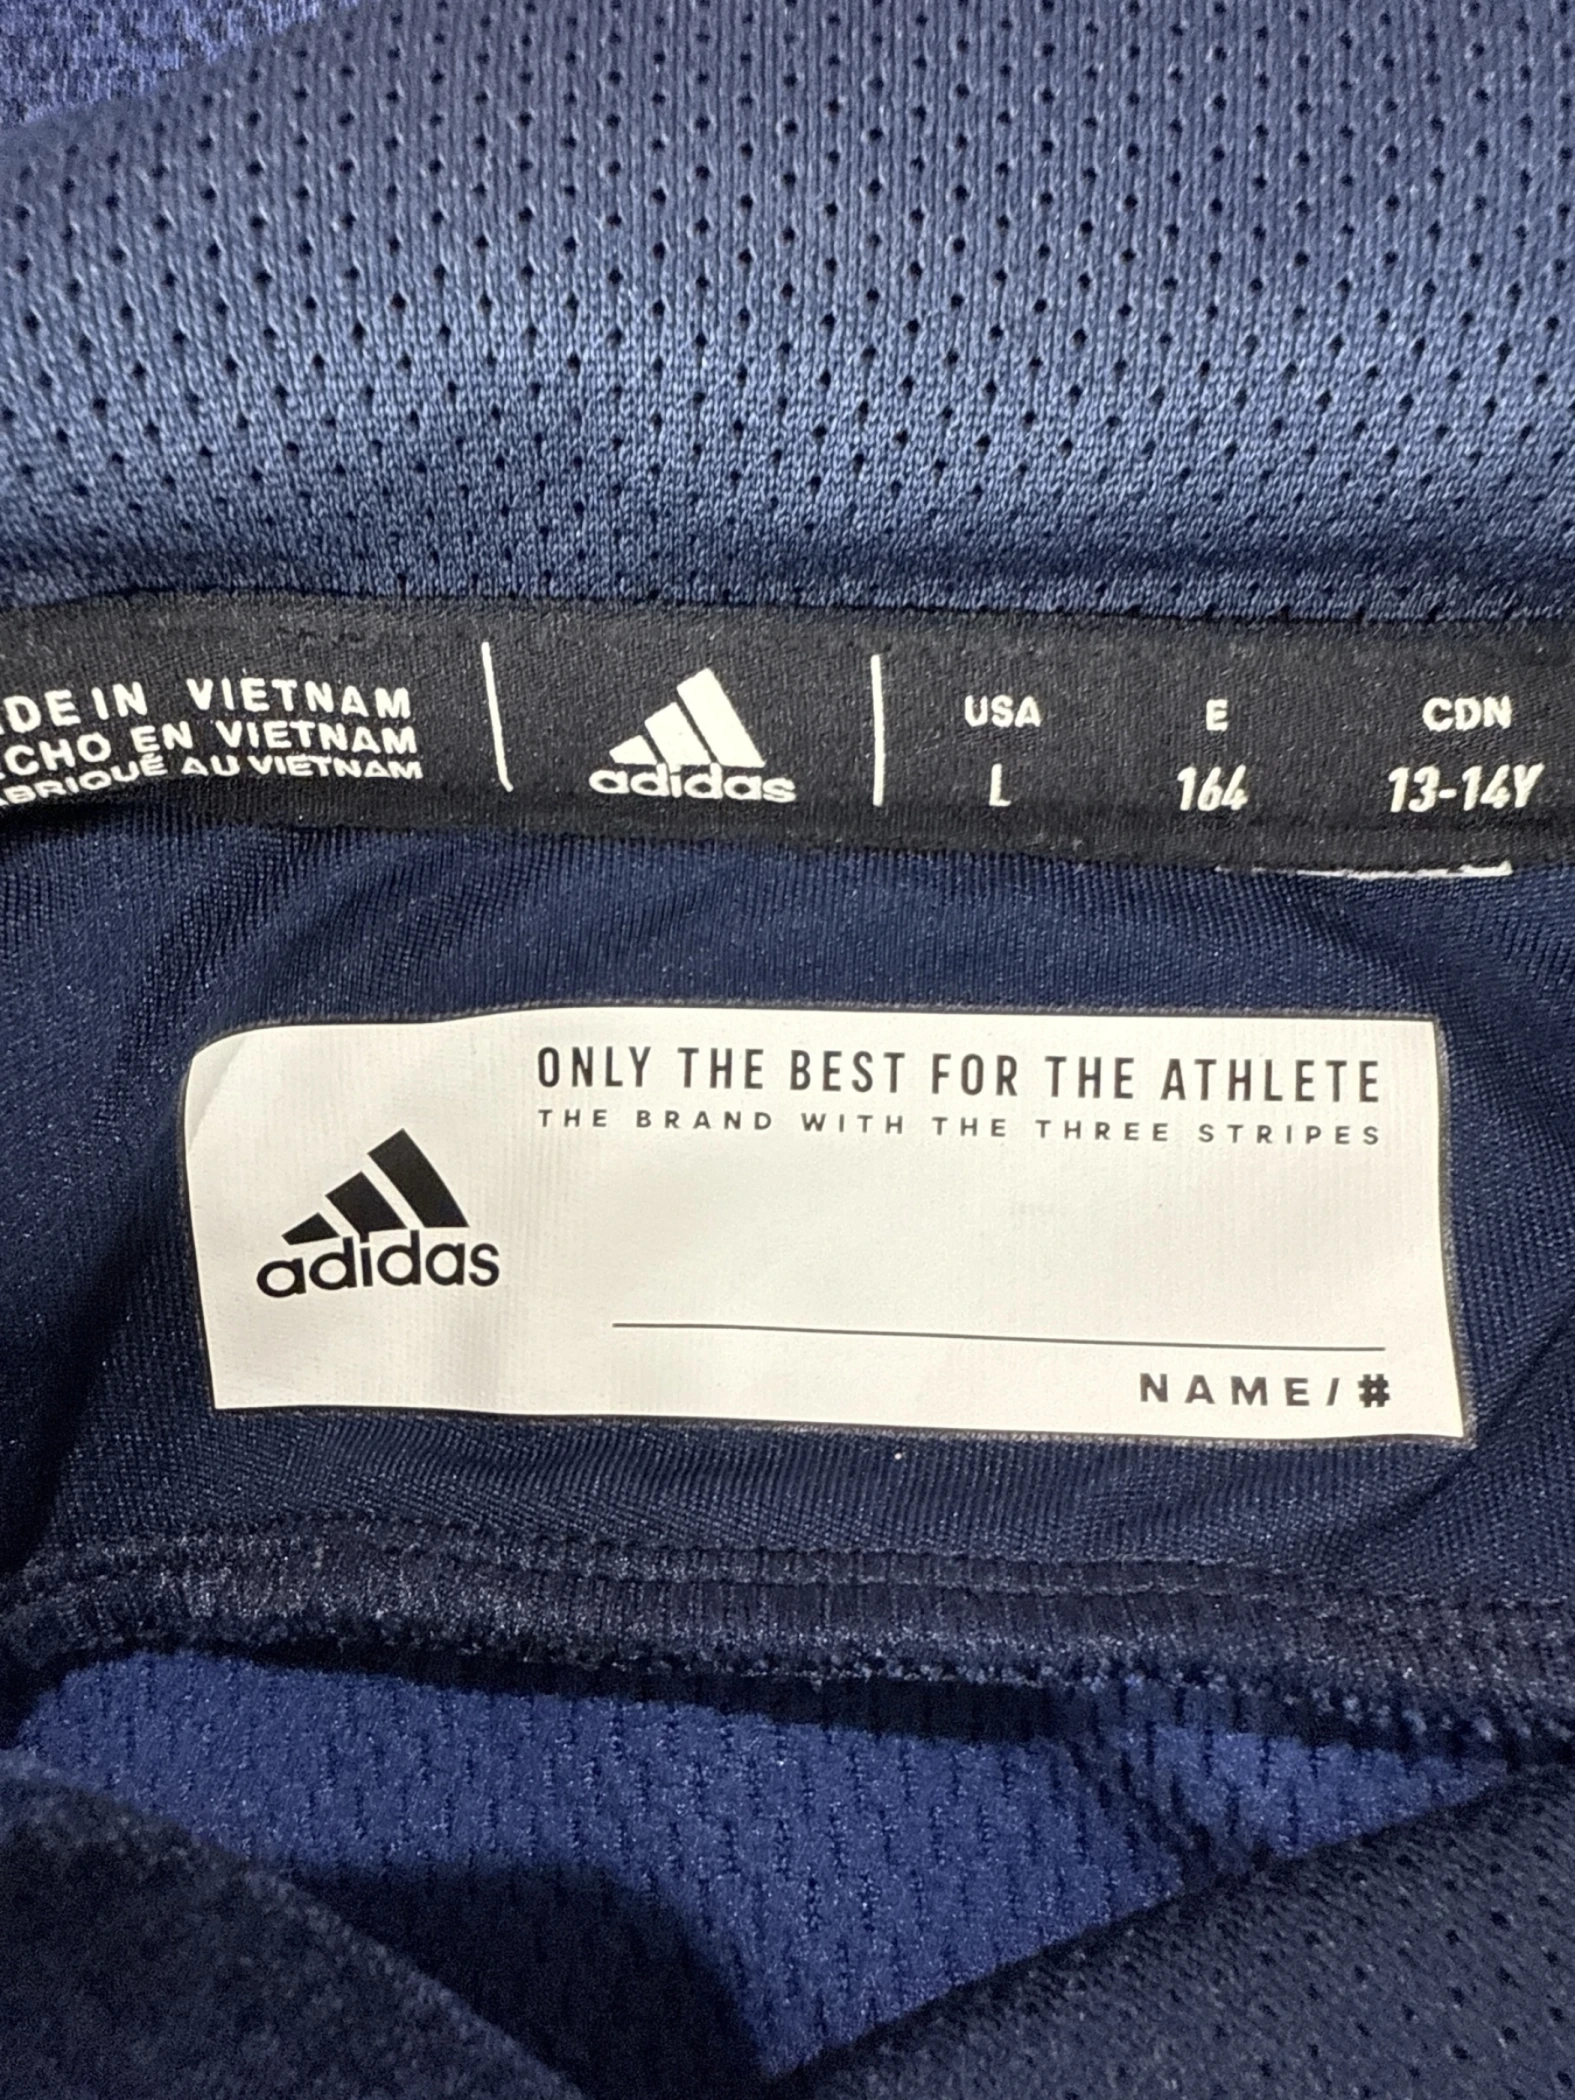 DE IN VIETNAM
CHO EN VIETNAM
BRIQUÉ AU VIETNAM
adidas
USA E CDN
L 164 13-14Y
ONLY THE BEST FOR THE ATHLETE
THE BRAND WITH THE THREE STRIPES
adidas
NAME/#